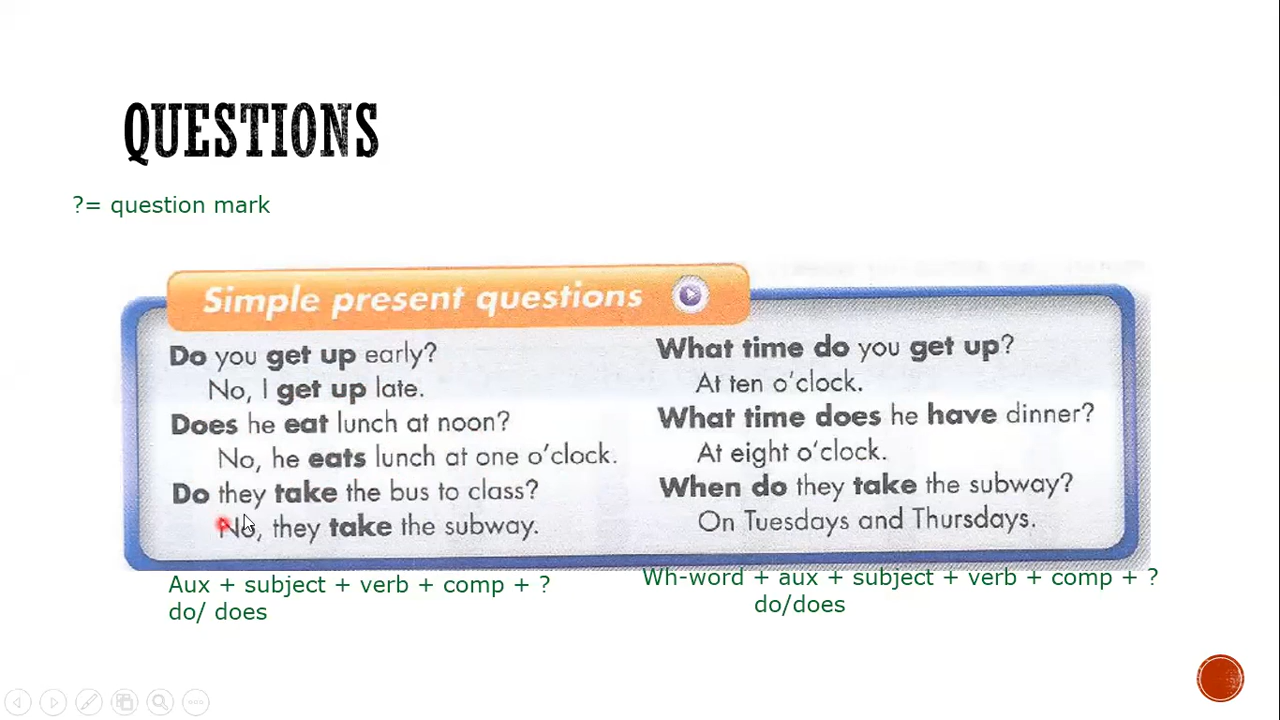 QUESTIONS
?= question mark
Simple present questions
Do you get up early?
No, I get up late.
Does he eat lunch at noon?
No, he eats lunch at one o'clock.
Do they take the bus to class?
No, they take the subway.
What time do you get up?
At ten o'clock.
What time does he have dinner?
At eight o'clock.
When do they take the subway?
On Tuesdays and Thursdays.
Aux + subject + verb + comp + ?
do/ does
Wh-word + aux + subject + verb + comp + ?
do/does